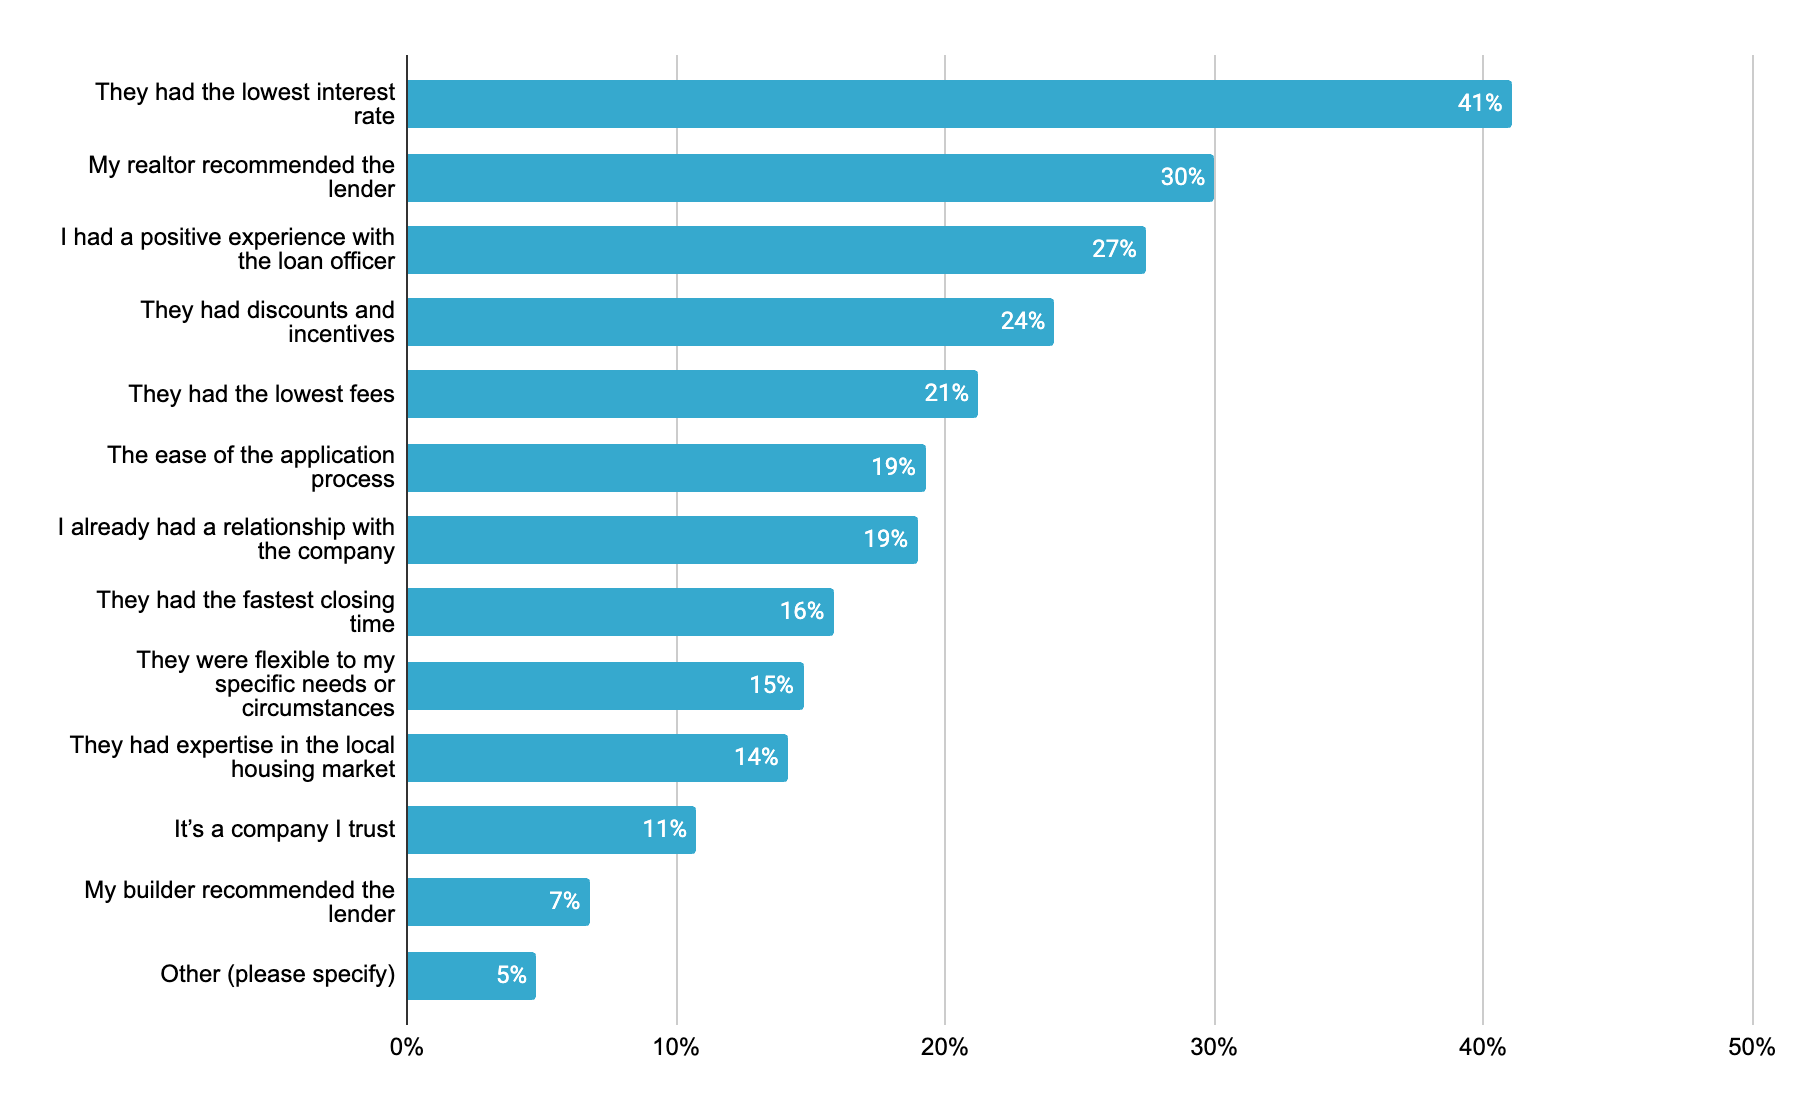 They had the lowest interest
rate
41%
My realtor recommended the
lender
30%
I had a positive experience with
the loan officer
27%
They had discounts and
incentives
24%
They had the lowest fees
21%
The ease of the application
process
19%
I already had a relationship with
the company
19%
They had the fastest closing
time
16%
They were flexible to my
specific needs or
circumstances
15%
They had expertise in the local
housing market
14%
It’s a company I trust
11%
My builder recommended the
lender
7%
Other (please specify)
5%
0% 10% 20% 30% 40% 50%